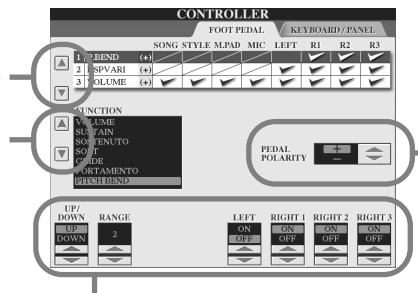 CONTROLLER
FOOT PEDAL KEYBOARD / PANEL
SONG STYLE M.PAD MIC LEFT R1 R2 R3
1 P.BEND (+)
2 (+)
3 VOLUME (+)
FUNCTION
VOLUME
SUSTAIN
SOSTENUTO
SOFT
GLIDE
PORTAMENTO
PITCH BEND
PEDAL
POLARITY
+
−
UP/
DOWN RANGE LEFT RIGHT 1 RIGHT 2 RIGHT 3
UP 2 ON ON ON ON
DOWN OFF OFF OFF OFF